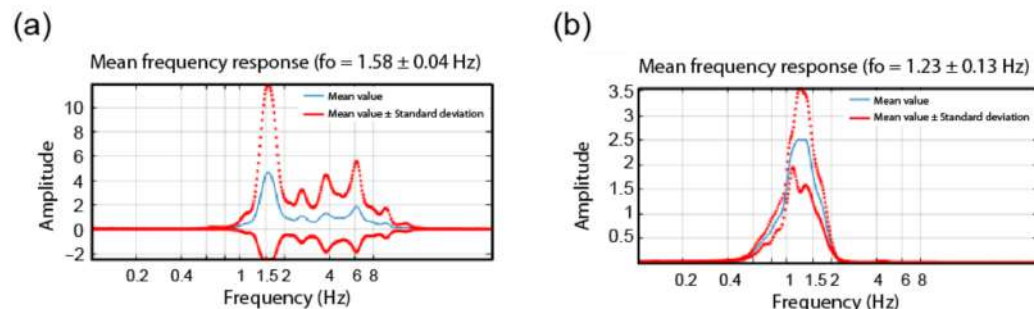 (a)
Mean frequency response (fo = 1.58 ± 0.04 Hz)
Mean value
Mean value ± Standard deviation
10
8
6
4
2
0
−2
Amplitude
0.2 0.4 1 1.5 2 4 6 8
Frequency (Hz)
(b)
Mean frequency response (fo = 1.23 ± 0.13 Hz)
Mean value
Mean value ± Standard deviation
3.5
3
2.5
2
1.5
1
0.5
Amplitude
0.2 0.4 1 1.5 2 4 6 8
Frequency (Hz)